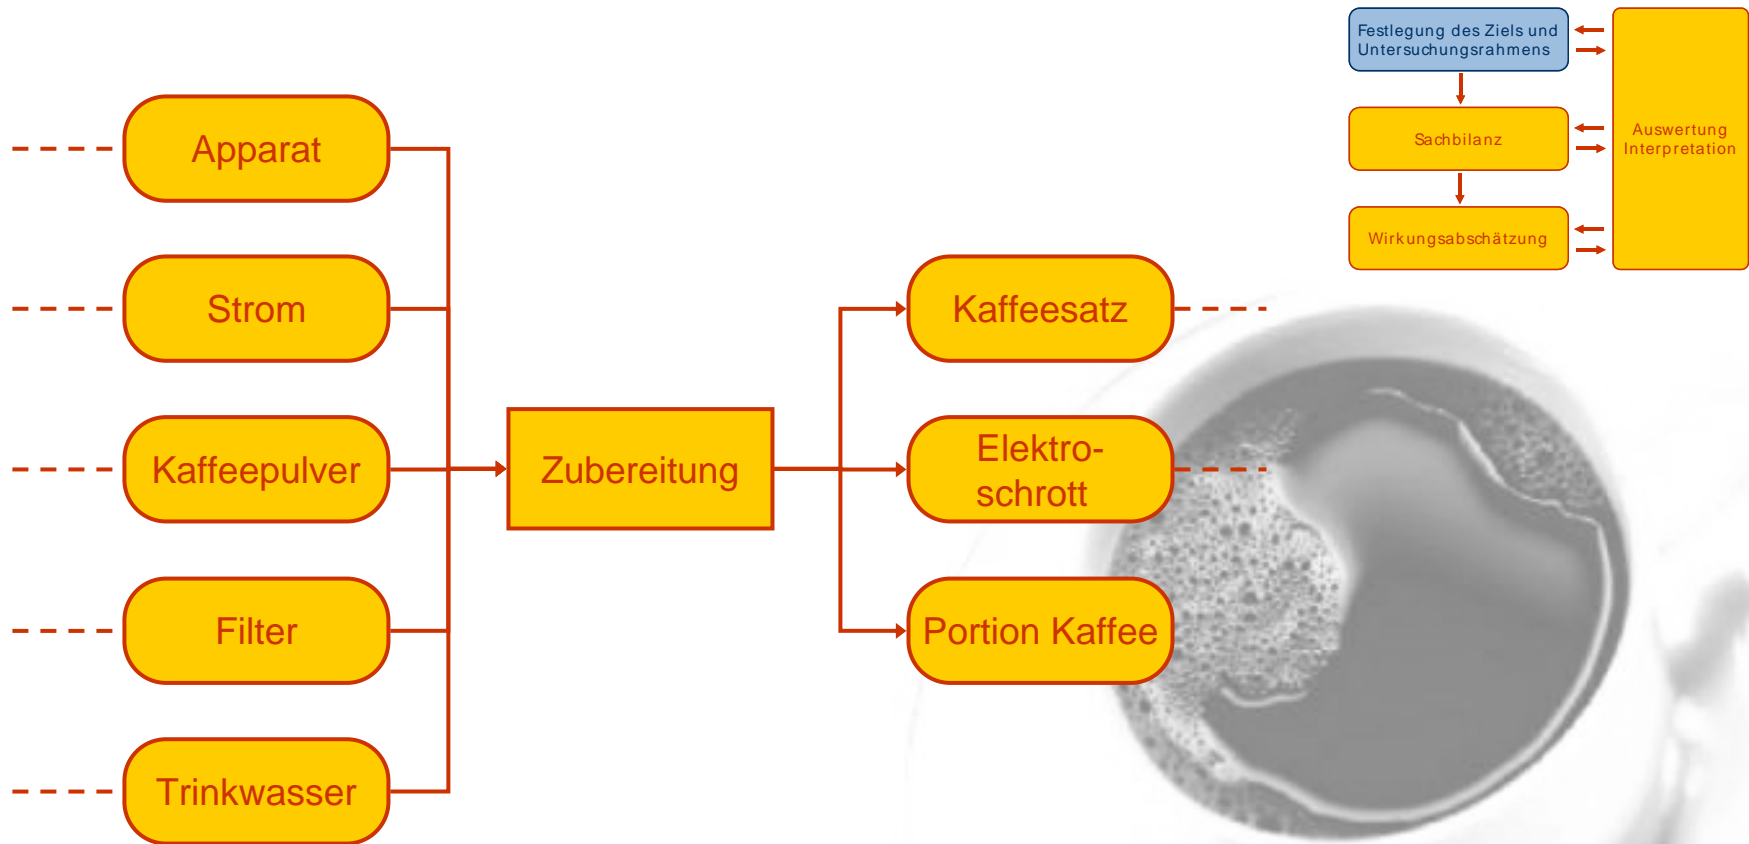 Festlegung des Ziels und
Untersuchungsrahmens
Sachbilanz
Wirkungsabschätzung
Auswertung
Interpretation
Apparat
Strom
Kaffeepulver
Filter
Trinkwasser
Zubereitung
Kaffeesatz
Elektro-
schrott
Portion Kaffee